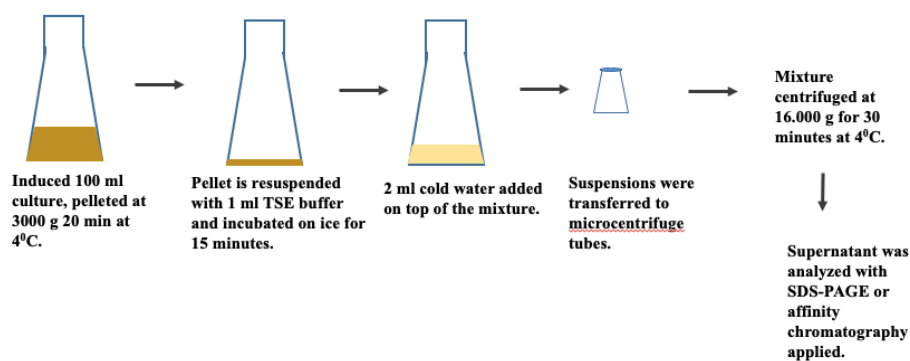 Induced 100 ml
culture, pelleted at
3000 g 20 min at
4⁰C.
Pellet is resuspended
with 1 ml TSE buffer
and incubated on ice for
15 minutes.
2 ml cold water added
on top of the mixture.
Suspensions were
transferred to
microcentrifuge
tubes.
Mixture
centrifuged at
16.000 g for 30
minutes at 4⁰C.
Supernatant was
analyzed with
SDS-PAGE or
affinity
chromatography
applied.